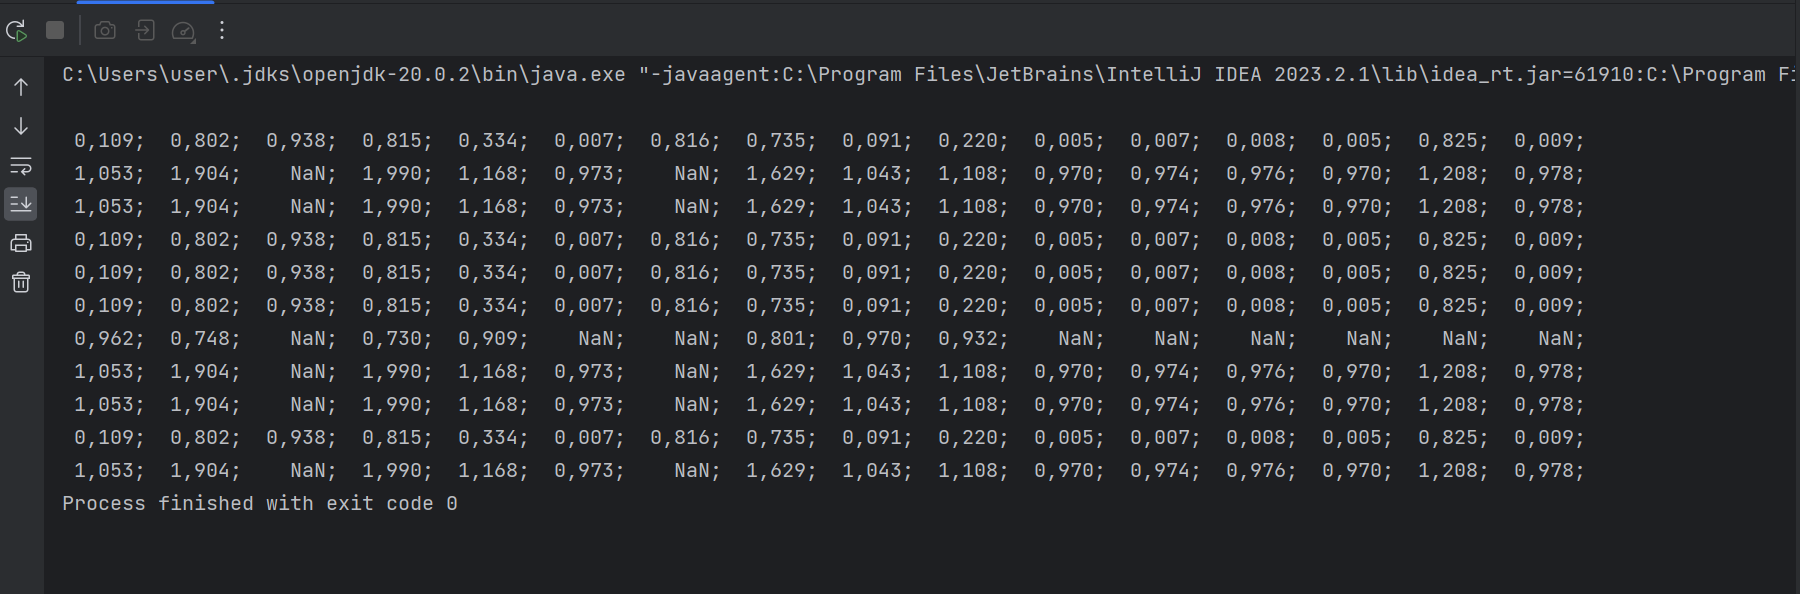 C:\Users\user\.jdks\openjdk-20.0.2\bin\java.exe "-javaagent:C:\Program Files\JetBrains\IntelliJ IDEA 2023.2.1\lib\idea_rt.jar=61910:C:\Program Fi
0,109; 0,802; 0,938; 0,815; 0,334; 0,007; 0,816; 0,735; 0,091; 0,220; 0,005; 0,007; 0,008; 0,005; 0,825; 0,009;
1,053; 1,904; NaN; 1,990; 1,168; 0,973; NaN; 1,629; 1,043; 1,108; 0,970; 0,974; 0,976; 0,970; 1,208; 0,978;
1,053; 1,904; NaN; 1,990; 1,168; 0,973; NaN; 1,629; 1,043; 1,108; 0,970; 0,974; 0,976; 0,970; 1,208; 0,978;
0,109; 0,802; 0,938; 0,815; 0,334; 0,007; 0,816; 0,735; 0,091; 0,220; 0,005; 0,007; 0,008; 0,005; 0,825; 0,009;
0,109; 0,802; 0,938; 0,815; 0,334; 0,007; 0,816; 0,735; 0,091; 0,220; 0,005; 0,007; 0,008; 0,005; 0,825; 0,009;
0,109; 0,802; 0,938; 0,815; 0,334; 0,007; 0,816; 0,735; 0,091; 0,220; 0,005; 0,007; 0,008; 0,005; 0,825; 0,009;
0,962; 0,748; NaN; 0,730; 0,909; NaN; NaN; 0,801; 0,970; 0,932; NaN; NaN; NaN; NaN; NaN; NaN;
1,053; 1,904; NaN; 1,990; 1,168; 0,973; NaN; 1,629; 1,043; 1,108; 0,970; 0,974; 0,976; 0,970; 1,208; 0,978;
1,053; 1,904; NaN; 1,990; 1,168; 0,973; NaN; 1,629; 1,043; 1,108; 0,970; 0,974; 0,976; 0,970; 1,208; 0,978;
0,109; 0,802; 0,938; 0,815; 0,334; 0,007; 0,816; 0,735; 0,091; 0,220; 0,005; 0,007; 0,008; 0,005; 0,825; 0,009;
1,053; 1,904; NaN; 1,990; 1,168; 0,973; NaN; 1,629; 1,043; 1,108; 0,970; 0,974; 0,976; 0,970; 1,208; 0,978;
Process finished with exit code 0